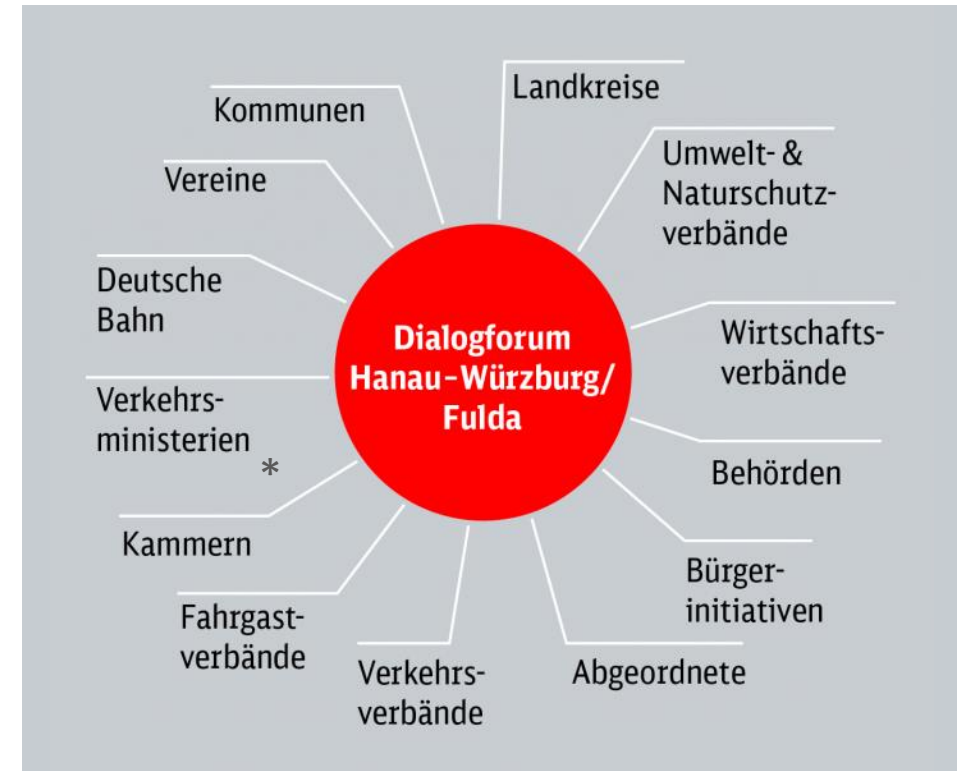 Landkreise
Kommunen
Umwelt- &
Naturschutz-
verbände
Vereine
Deutsche
Bahn
Wirtschafts-
verbände
Dialogforum
Hanau–Würzburg/
Fulda
Verkehrs-
ministerien
*
Behörden
Kammern
Bürger-
initiativen
Fahrgast-
verbände
Verkehrs-
verbände
Abgeordnete